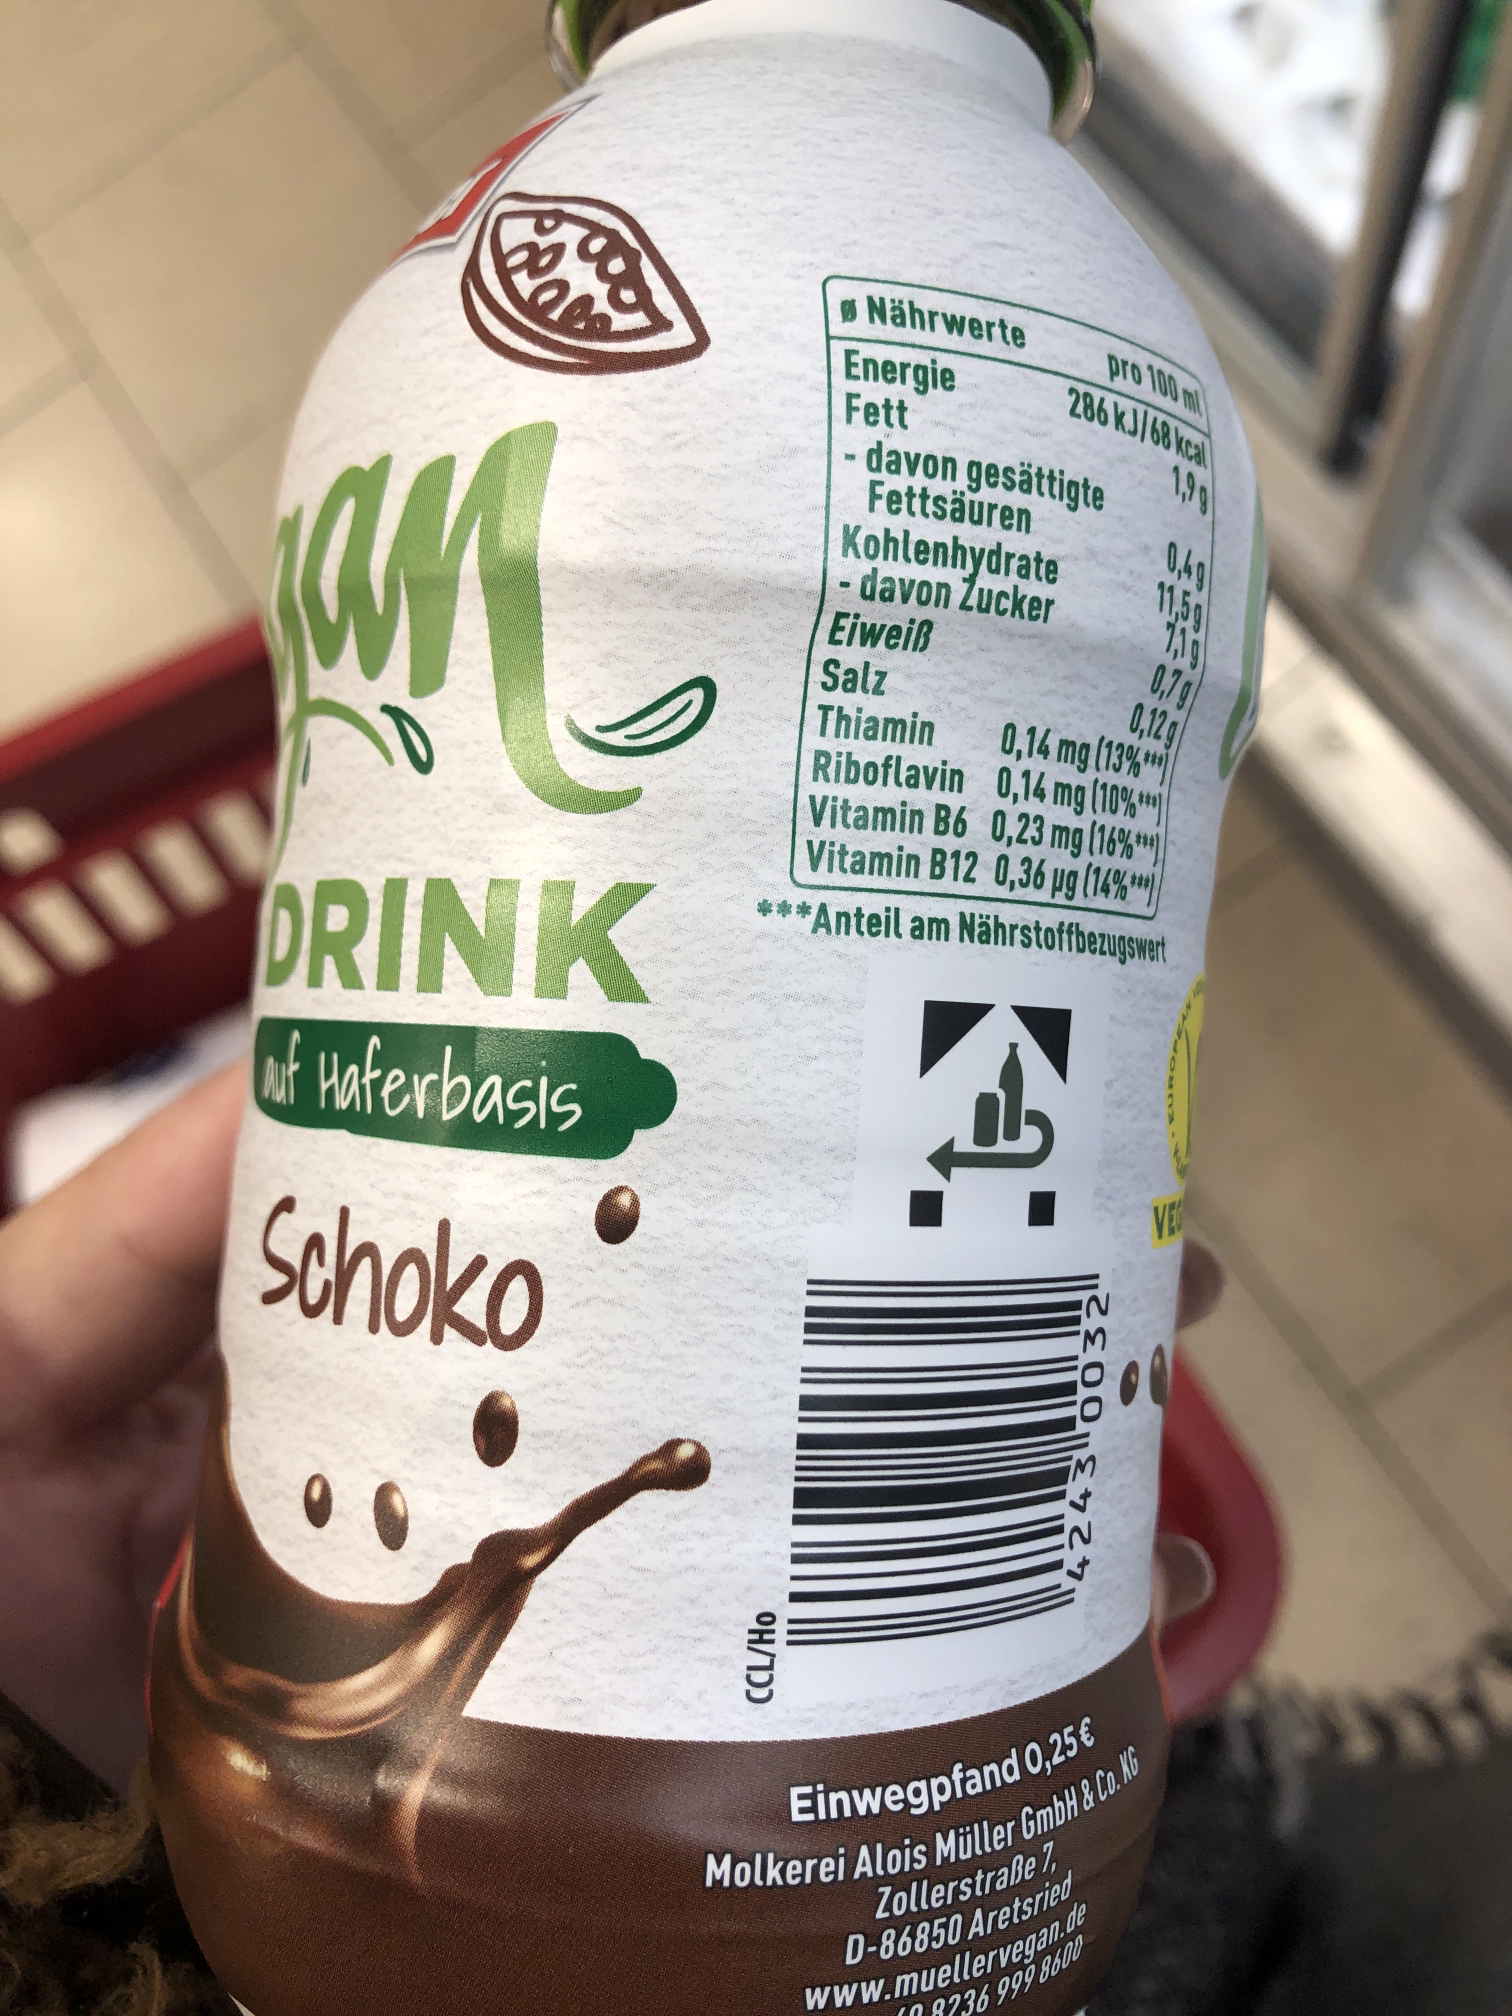 DRINK
auf Haferbasis
Schoko
ø Nährwerte pro 100 ml
Energie 286 kJ/68 kcal
Fett 1,9 g
- davon gesättigte
Fettsäuren 0,4 g
Kohlenhydrate 11,5 g
- davon Zucker 7,1 g
Eiweiß 0,7 g
Salz 0,12 g
Thiamin 0,14 mg (13%***)
Riboflavin 0,14 mg (10%***)
Vitamin B6 0,23 mg (16%***)
Vitamin B12 0,36 µg (14%***)
***Anteil am Nährstoffbezugswert
4243 0032
CCL/Ho
Einwegpfand 0,25 €
Molkerei Alois Müller GmbH & Co. KG
Zollerstraße 7,
D-86850 Aretsried
www.muellervegan.de
8236 999 8600